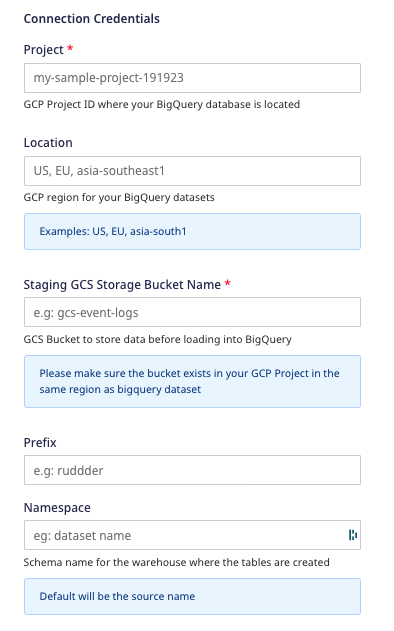 Connection Credentials
Project *
my-sample-project-191923
GCP Project ID where your BigQuery database is located
Location
US, EU, asia-southeast1
GCP region for your BigQuery datasets
Examples: US, EU, asia-south1
Staging GCS Storage Bucket Name *
e.g: gcs-event-logs
GCS Bucket to store data before loading into BigQuery
Please make sure the bucket exists in your GCP Project in the
same region as bigquery dataset
Prefix
e.g: ruddder
Namespace
eg: dataset name
Schema name for the warehouse where the tables are created
Default will be the source name